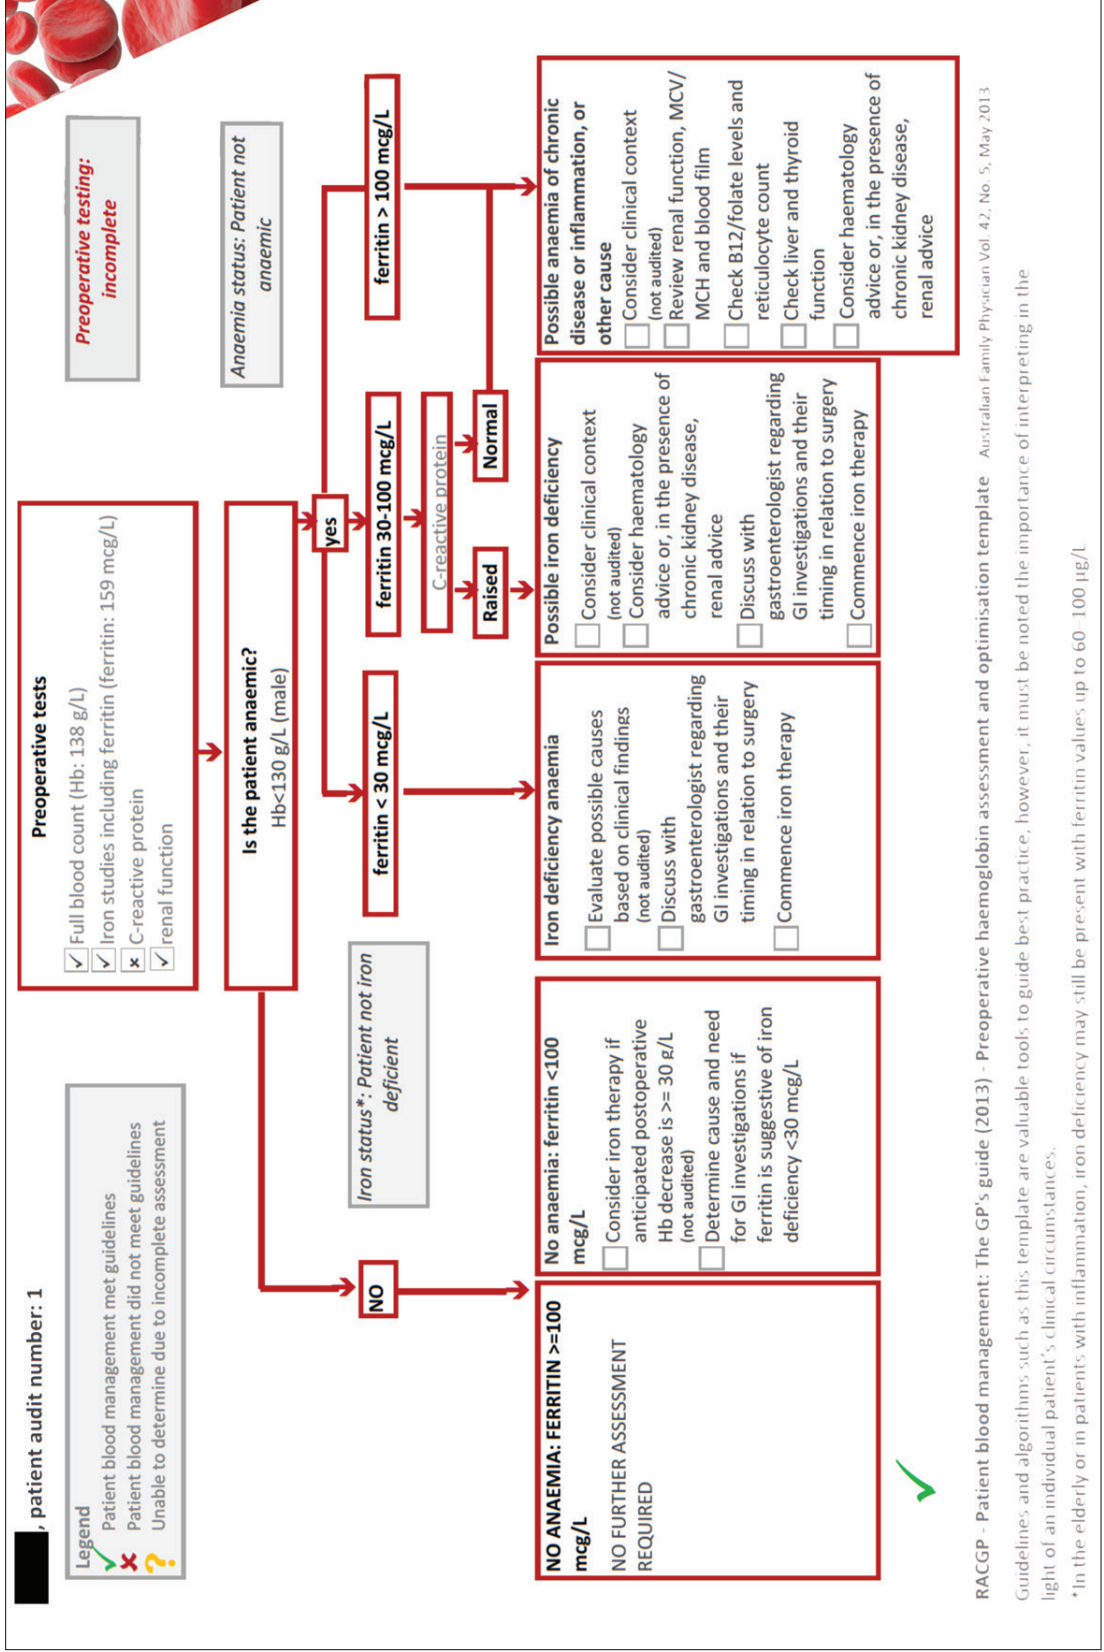 , patient audit number: 1
Legend
Patient blood management met guidelines
Patient blood management did not meet guidelines
Unable to determine due to incomplete assessment
Preoperative tests
Full blood count (Hb: 138 g/L)
Iron studies including ferritin (ferritin: 159 mcg/L)
C-reactive protein
renal function
Preoperative testing:
incomplete
Is the patient anaemic?
Hb<130 g/L (male)
Anaemia status: Patient not
anaemic
yes
NO
Iron status*: Patient not iron
deficient
ferritin < 30 mcg/L
ferritin 30-100 mcg/L
ferritin > 100 mcg/L
C-reactive protein
Raised
Normal
NO ANAEMIA: FERRITIN >=100
mcg/L
NO FURTHER ASSESSMENT
REQUIRED
No anaemia: ferritin <100
mcg/L
Consider iron therapy if
anticipated postoperative
Hb decrease is >= 30 g/L
(not audited)
Determine cause and need
for GI investigations if
ferritin is suggestive of iron
deficiency <30 mcg/L
Iron deficiency anaemia
Evaluate possible causes
based on clinical findings
(not audited)
Discuss with
gastroenterologist regarding
GI investigations and their
timing in relation to surgery
Commence iron therapy
Possible iron deficiency
Consider clinical context
(not audited)
Consider haematology
advice or, in the presence of
chronic kidney disease,
renal advice
Discuss with
gastroenterologist regarding
GI investigations and their
timing in relation to surgery
Commence iron therapy
Possible anaemia of chronic
disease or inflammation, or
other cause
Consider clinical context
(not audited)
Review renal function, MCV/
MCH and blood film
Check B12/folate levels and
reticulocyte count
Check liver and thyroid
function
Consider haematology
advice or, in the presence of
chronic kidney disease,
renal advice
RACGP - Patient blood management: The GP's guide (2013) - Preoperative haemoglobin assessment and optimisation template Australian Family Physician Vol. 42, No. 5, May 2013
Guidelines and algorithms such as this template are valuable tools to guide best practice, however, it must be noted the importance of interpreting in the
light of an individual patient's clinical circumstances.
*In the elderly or in patients with inflammation, iron deficiency may still be present with ferritin values up to 60–100 µg/L